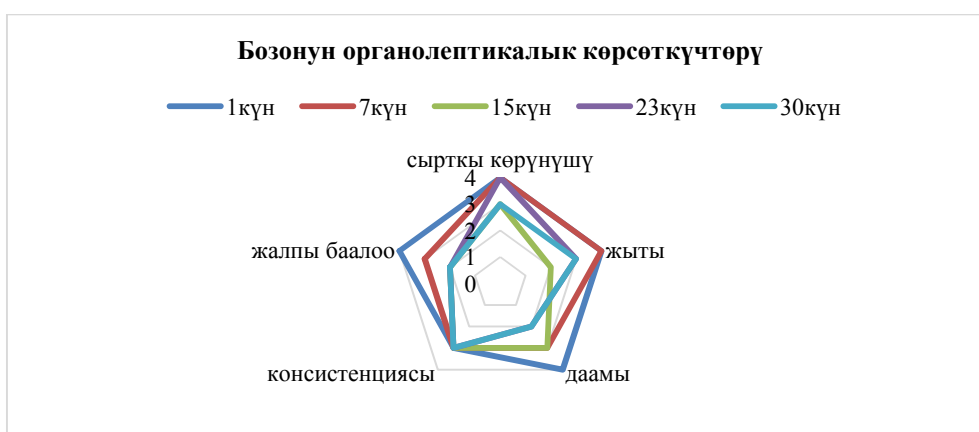 Бозонун органолептикалык көрсөткүчтөрү
1күн 7күн 15күн 23күн 30күн
сырткы көрүнүшү
4
3
2
1
0
жалпы баалоо
жыты
консистенциясы
даамы